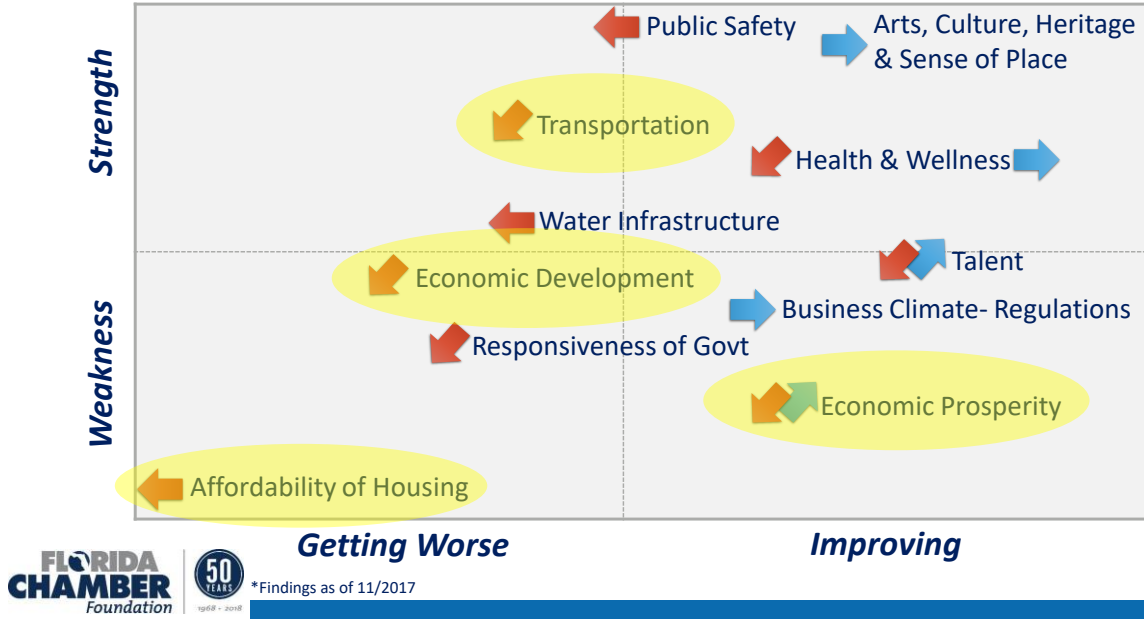 Strength
Weakness
Public Safety
Arts, Culture, Heritage
& Sense of Place
Transportation
Health & Wellness
Water Infrastructure
Economic Development
Talent
Business Climate- Regulations
Responsiveness of Govt
Economic Prosperity
Affordability of Housing
Getting Worse
Improving
FLORIDA
CHAMBER
Foundation
50
YEARS
1968 • 2018
*Findings as of 11/2017